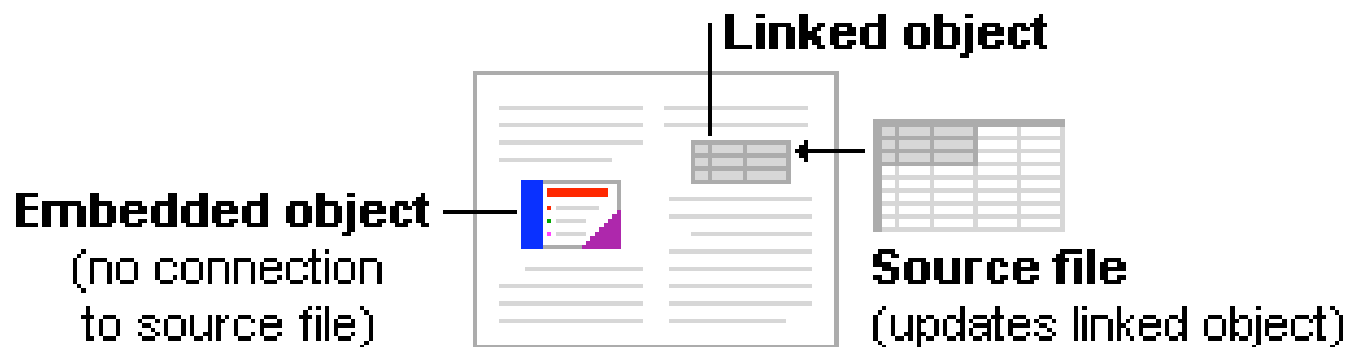 Linked object
Embedded object
(no connection
to source file)
Source file
(updates linked object)